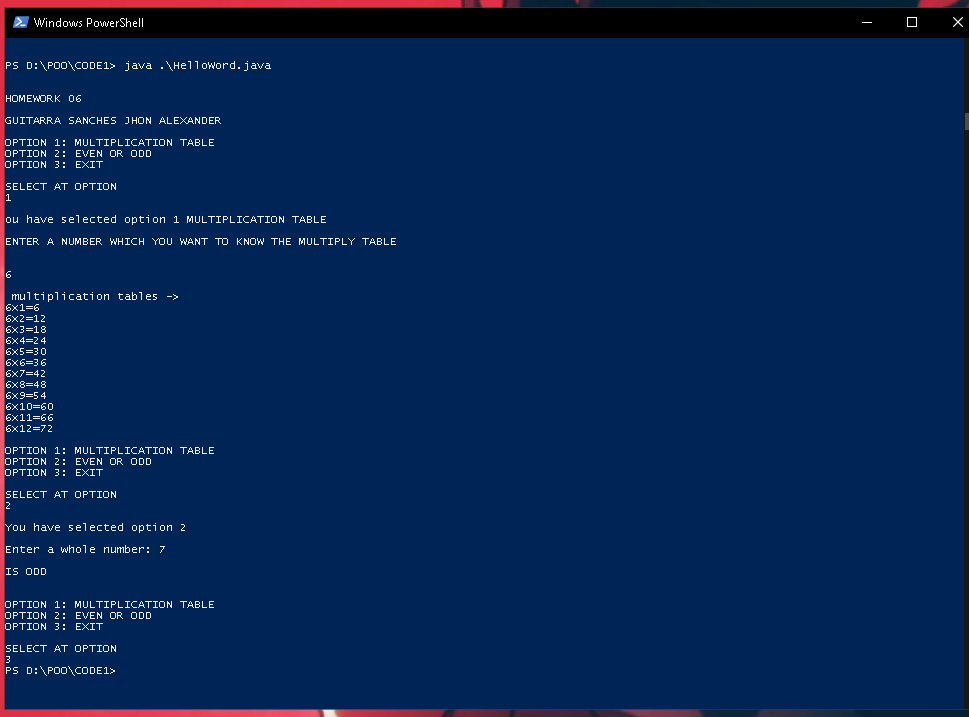 Windows PowerShell
PS D:\POO\CODE1> java .\HelloWord.java
HOMEWORK 06
GUITARRA SANCHES JHON ALEXANDER
OPTION 1: MULTIPLICATION TABLE
OPTION 2: EVEN OR ODD
OPTION 3: EXIT
SELECT AT OPTION
1
ou have selected option 1 MULTIPLICATION TABLE
ENTER A NUMBER WHICH YOU WANT TO KNOW THE MULTIPLY TABLE
6
multiplication tables ->
6x1=6
6x2=12
6x3=18
6x4=24
6x5=30
6x6=36
6x7=42
6x8=48
6x9=54
6x10=60
6x11=66
6x12=72
OPTION 1: MULTIPLICATION TABLE
OPTION 2: EVEN OR ODD
OPTION 3: EXIT
SELECT AT OPTION
2
You have selected option 2
Enter a whole number: 7
IS ODD
OPTION 1: MULTIPLICATION TABLE
OPTION 2: EVEN OR ODD
OPTION 3: EXIT
SELECT AT OPTION
3
PS D:\POO\CODE1>